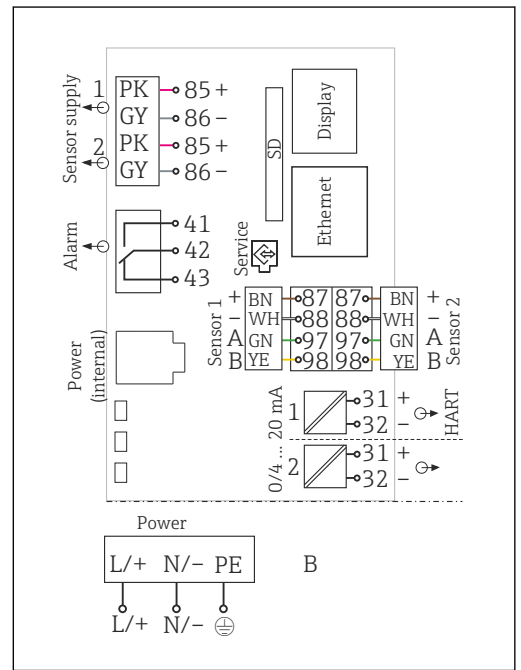 Sensor supply
1 PK 85 +
GY 86 –
2 PK 85 +
GY 86 –
Display
SD
Ethernet
Alarm
41
42
43
Service
Sensor 1
+ BN 87 87 BN +
– WH 88 88 WH –
A GN 97 97 GN A
B YE 98 98 YE B
Sensor 2
Power
(internal)
0/4 ... 20 mA
1 31 +
32 –
HART
2 31 +
32 –
Power
L/+ N/– PE
B
L/+ N/–